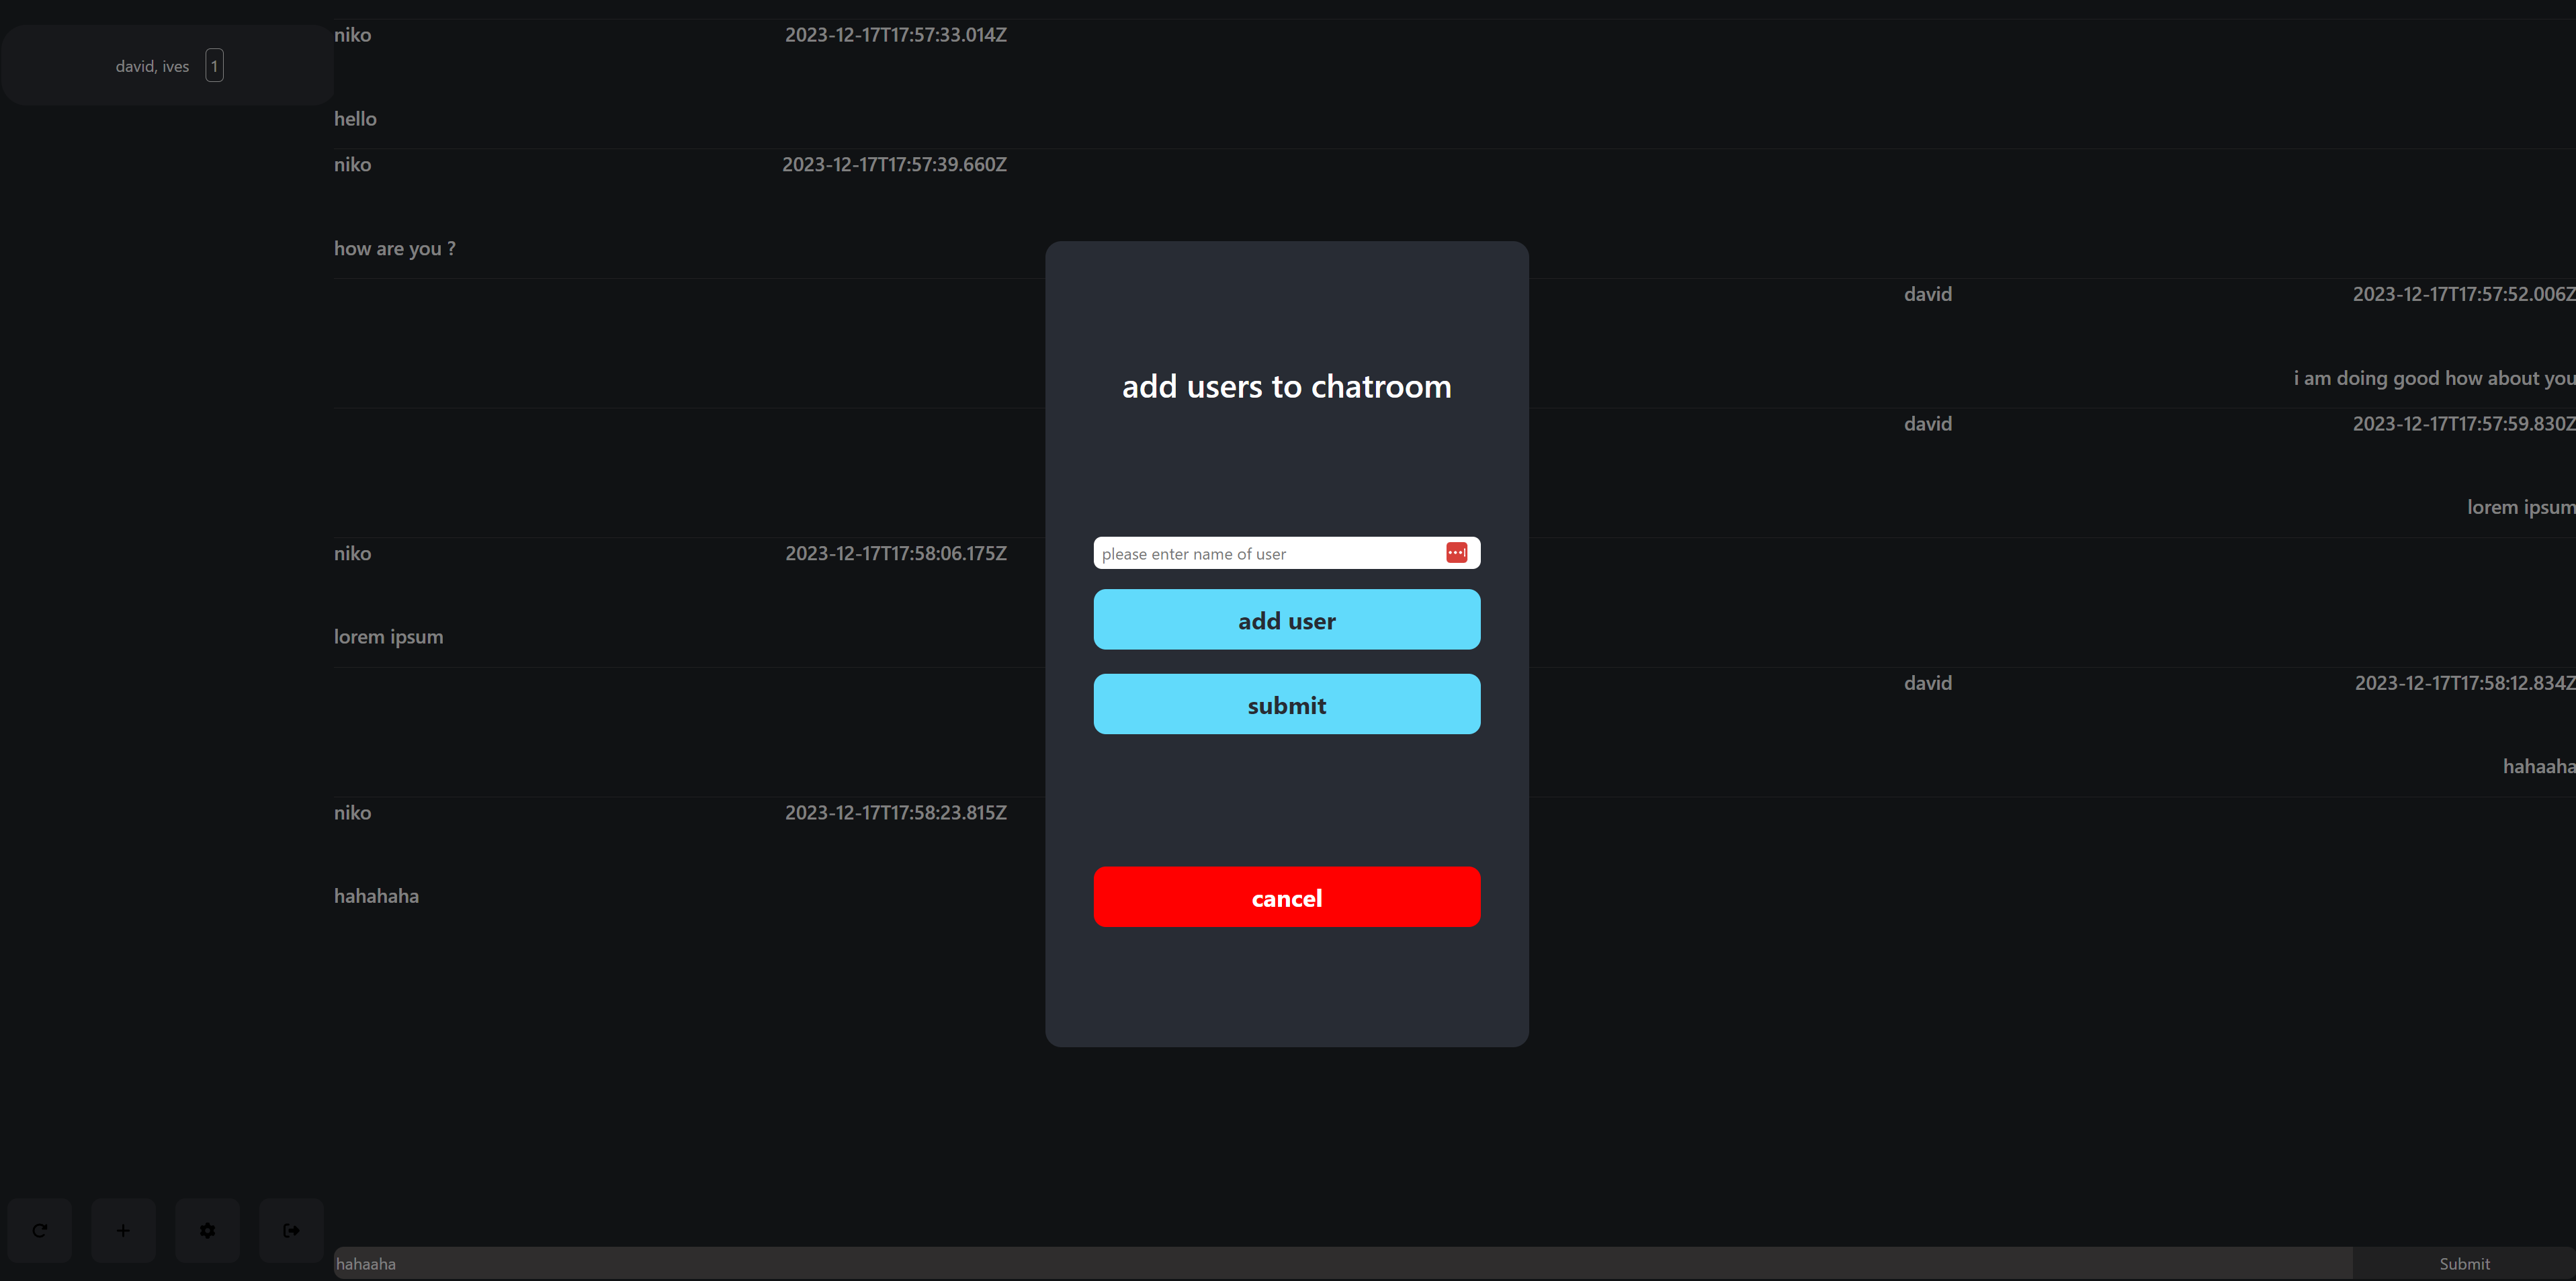 niko 2023-12-17T17:57:33.014Z
david, ives 1
hello
niko 2023-12-17T17:57:39.660Z
how are you ?
david 2023-12-17T17:57:52.006Z
i am doing good how about you
david 2023-12-17T17:57:59.830Z
lorem ipsum
niko 2023-12-17T17:58:06.175Z
lorem ipsum
david 2023-12-17T17:58:12.834Z
hahaaha
niko 2023-12-17T17:58:23.815Z
hahahaha
hahaaha Submit
add users to chatroom
please enter name of user
add user
submit
cancel